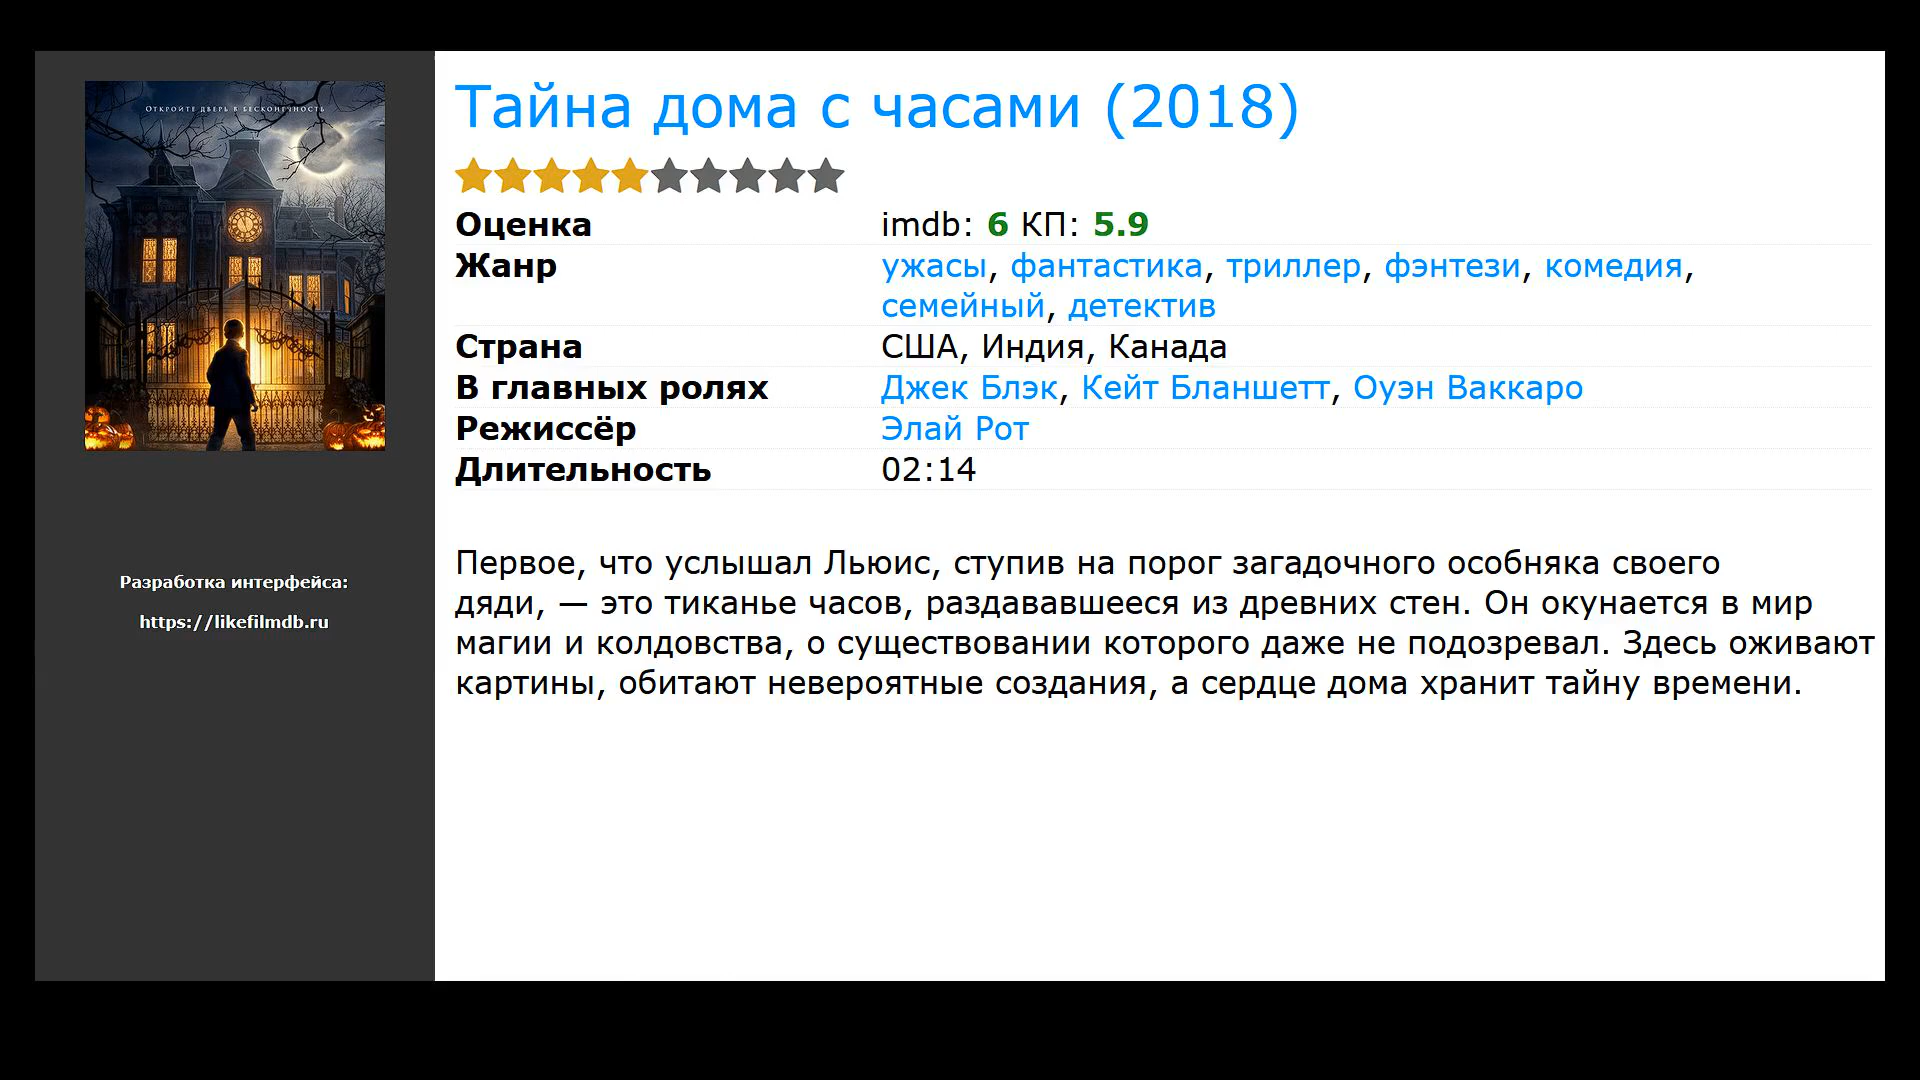 Откройте дверь в бесконечность
Разработка интерфейса:
https://likefilmdb.ru
Тайна дома с часами (2018)
Оценка imdb: 6 КП: 5.9
Жанр ужасы, фантастика, триллер, фэнтези, комедия,
семейный, детектив
Страна США, Индия, Канада
В главных ролях Джек Блэк, Кейт Бланшетт, Оуэн Ваккаро
Режиссёр Элай Рот
Длительность 02:14
Первое, что услышал Льюис, ступив на порог загадочного особняка своего
дяди, — это тиканье часов, раздававшееся из древних стен. Он окунается в мир
магии и колдовства, о существовании которого даже не подозревал. Здесь оживают
картины, обитают невероятные создания, а сердце дома хранит тайну времени.